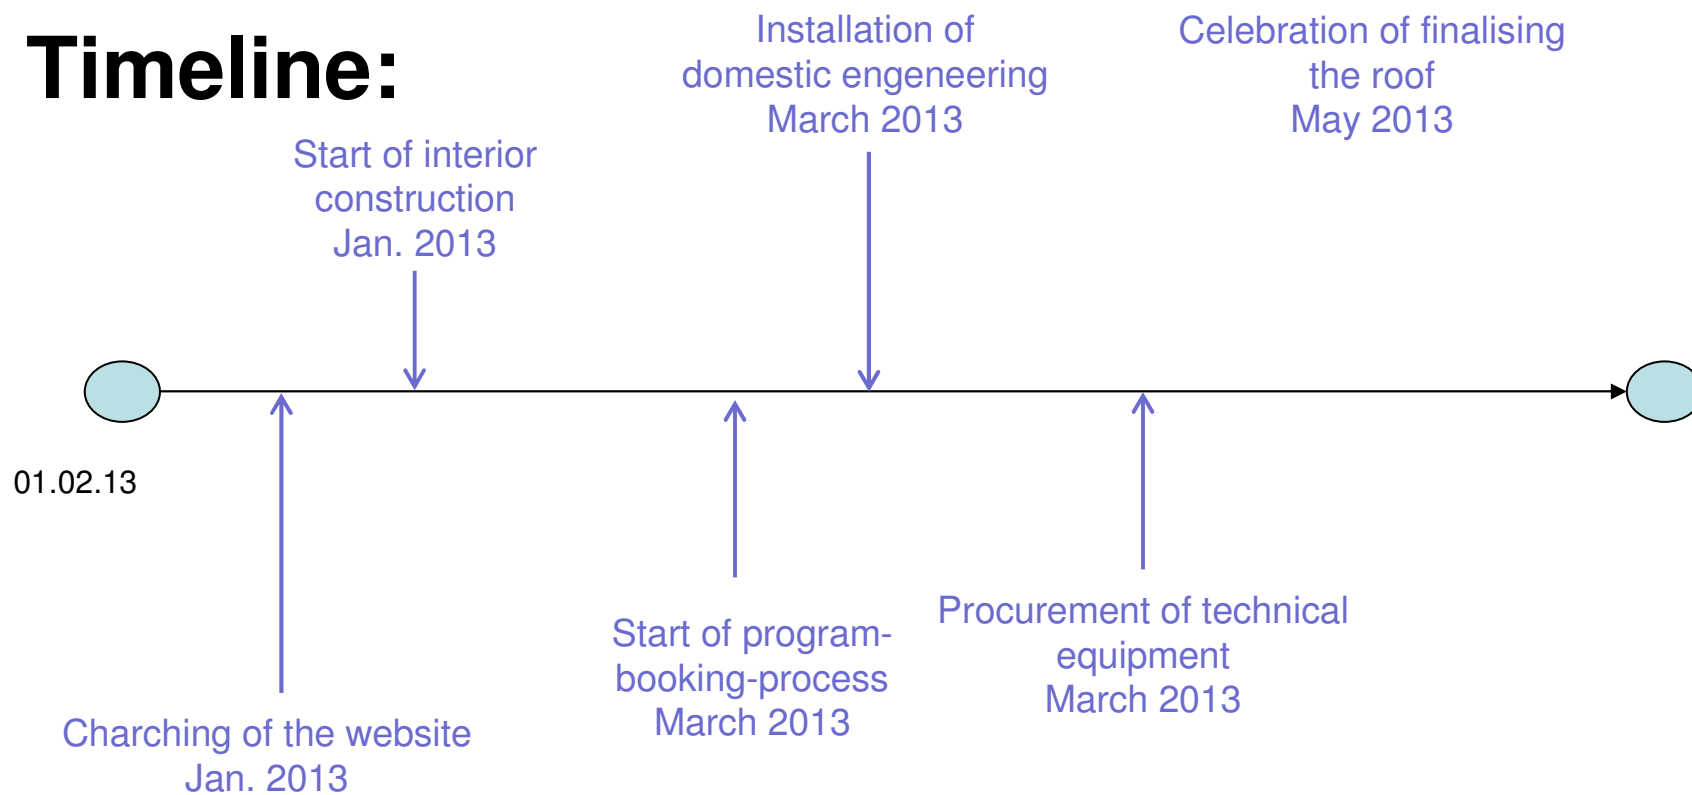 Timeline:
Installation of
domestic engeneering
March 2013
Celebration of finalising
the roof
May 2013
Start of interior
construction
Jan. 2013
01.02.13
Start of program-
booking-process
March 2013
Procurement of technical
equipment
March 2013
Charching of the website
Jan. 2013